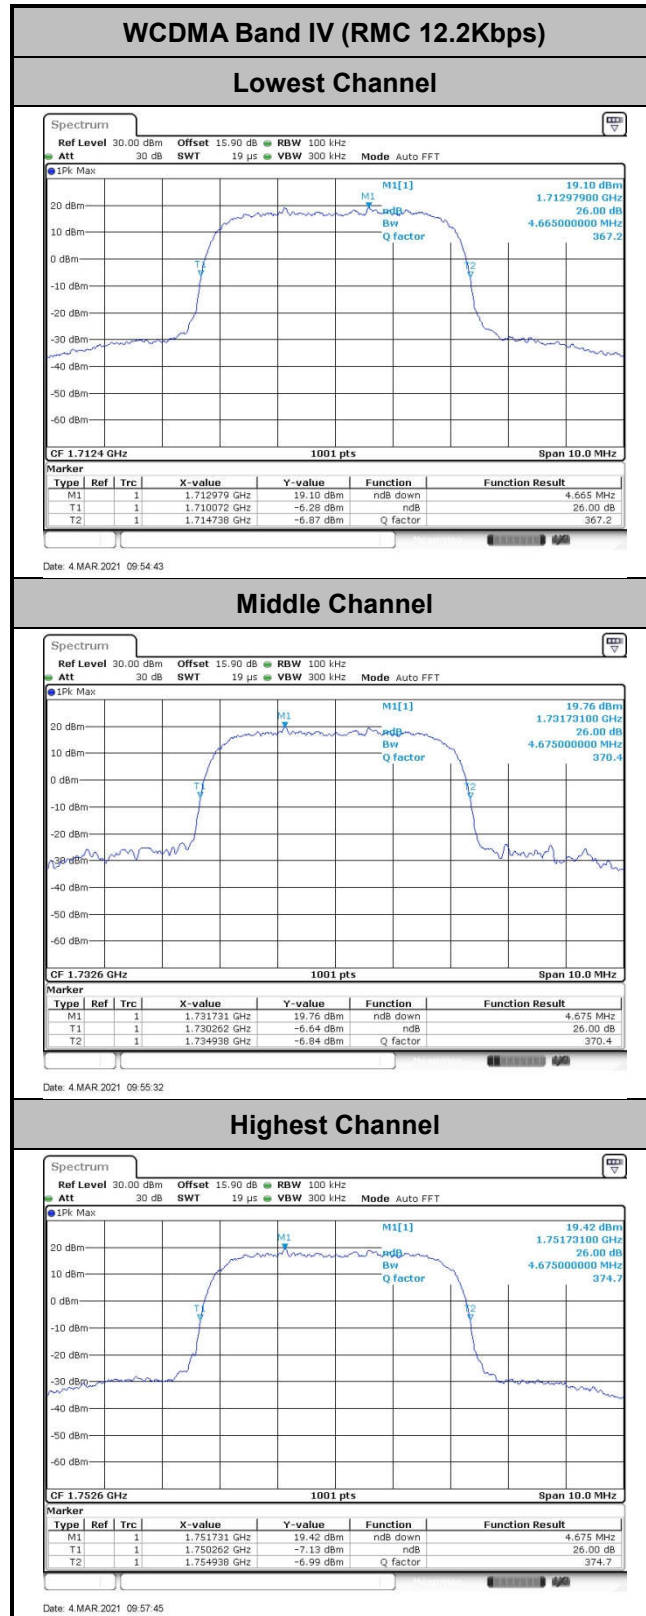 WCDMA Band IV (RMC 12.2Kbps)
Lowest Channel
Spectrum
Ref Level 30.00 dBm Offset 15.90 dB RBW 100 kHz
Att 30 dB SWT 19 µs VBW 300 kHz Mode Auto FFT
1Pk Max
M1[1] 19.10 dBm
M1 1.71297900 GHz
20 dBm
ndB 26.00 dB
Bw 4.665000000 MHz
10 dBm
Q factor 367.2
0 dBm
T1 T2
-10 dBm
-20 dBm
-30 dBm
-40 dBm
-50 dBm
-60 dBm
CF 1.7124 GHz 1001 pts Span 10.0 MHz
Marker
Type Ref Trc X-value Y-value Function Function Result
M1 1 1.712979 GHz 19.10 dBm ndB down 4.665 MHz
T1 1 1.710072 GHz -6.28 dBm ndB 26.00 dB
T2 1 1.714738 GHz -6.87 dBm Q factor 367.2
Date: 4.MAR.2021 09:54:43
Middle Channel
Spectrum
Ref Level 30.00 dBm Offset 15.90 dB RBW 100 kHz
Att 30 dB SWT 19 µs VBW 300 kHz Mode Auto FFT
1Pk Max
M1[1] 19.76 dBm
M1 1.73173100 GHz
20 dBm
ndB 26.00 dB
Bw 4.675000000 MHz
10 dBm
Q factor 370.4
0 dBm
T1 T2
-10 dBm
-20 dBm
-30 dBm
-40 dBm
-50 dBm
-60 dBm
CF 1.7326 GHz 1001 pts Span 10.0 MHz
Marker
Type Ref Trc X-value Y-value Function Function Result
M1 1 1.731731 GHz 19.76 dBm ndB down 4.675 MHz
T1 1 1.730262 GHz -6.64 dBm ndB 26.00 dB
T2 1 1.734938 GHz -6.84 dBm Q factor 370.4
Date: 4.MAR.2021 09:55:32
Highest Channel
Spectrum
Ref Level 30.00 dBm Offset 15.90 dB RBW 100 kHz
Att 30 dB SWT 19 µs VBW 300 kHz Mode Auto FFT
1Pk Max
M1[1] 19.42 dBm
M1 1.75173100 GHz
20 dBm
ndB 26.00 dB
Bw 4.675000000 MHz
10 dBm
Q factor 374.7
0 dBm
T1 T2
-10 dBm
-20 dBm
-30 dBm
-40 dBm
-50 dBm
-60 dBm
CF 1.7526 GHz 1001 pts Span 10.0 MHz
Marker
Type Ref Trc X-value Y-value Function Function Result
M1 1 1.751731 GHz 19.42 dBm ndB down 4.675 MHz
T1 1 1.750262 GHz -7.13 dBm ndB 26.00 dB
T2 1 1.754938 GHz -6.99 dBm Q factor 374.7
Date: 4.MAR.2021 09:57:45